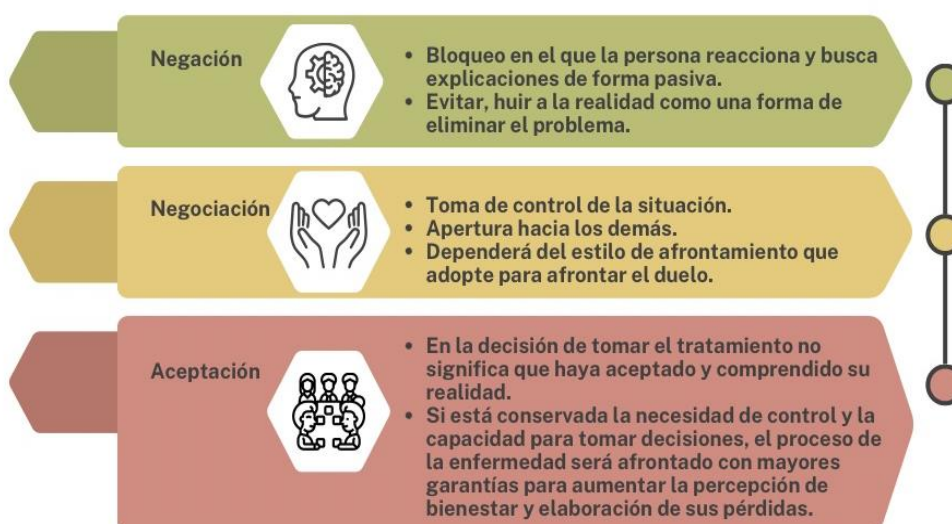 Negación
• Bloqueo en el que la persona reacciona y busca
explicaciones de forma pasiva.
• Evitar, huir a la realidad como una forma de
eliminar el problema.
Negociación
• Toma de control de la situación.
• Apertura hacia los demás.
• Dependerá del estilo de afrontamiento que
adopte para afrontar el duelo.
Aceptación
• En la decisión de tomar el tratamiento no
significa que haya aceptado y comprendido su
realidad.
• Si está conservada la necesidad de control y la
capacidad para tomar decisiones, el proceso de
la enfermedad será afrontado con mayores
garantías para aumentar la percepción de
bienestar y elaboración de sus pérdidas.